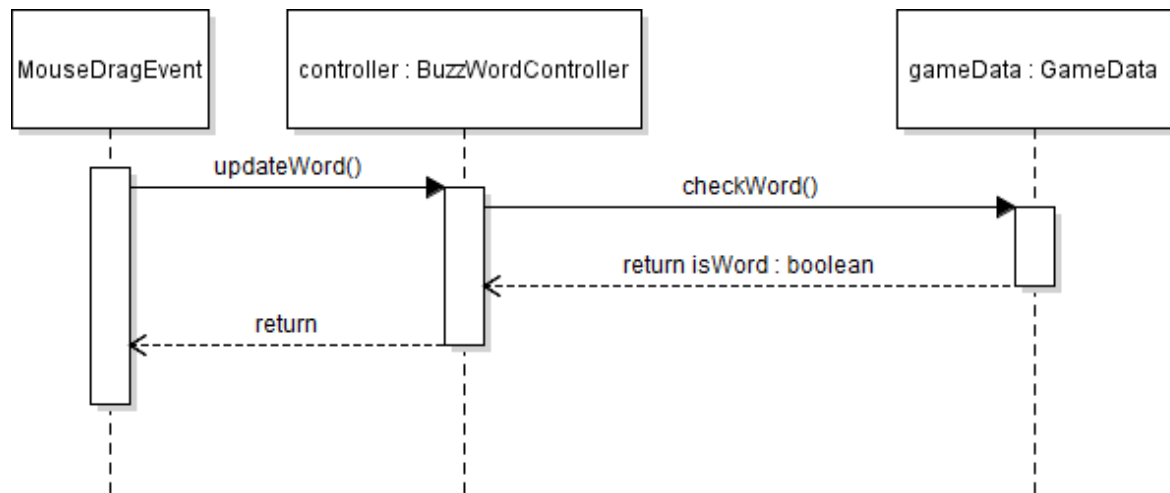 MouseDragEvent
controller : BuzzWordController
gameData : GameData
updateWord()
checkWord()
return isWord : boolean
return